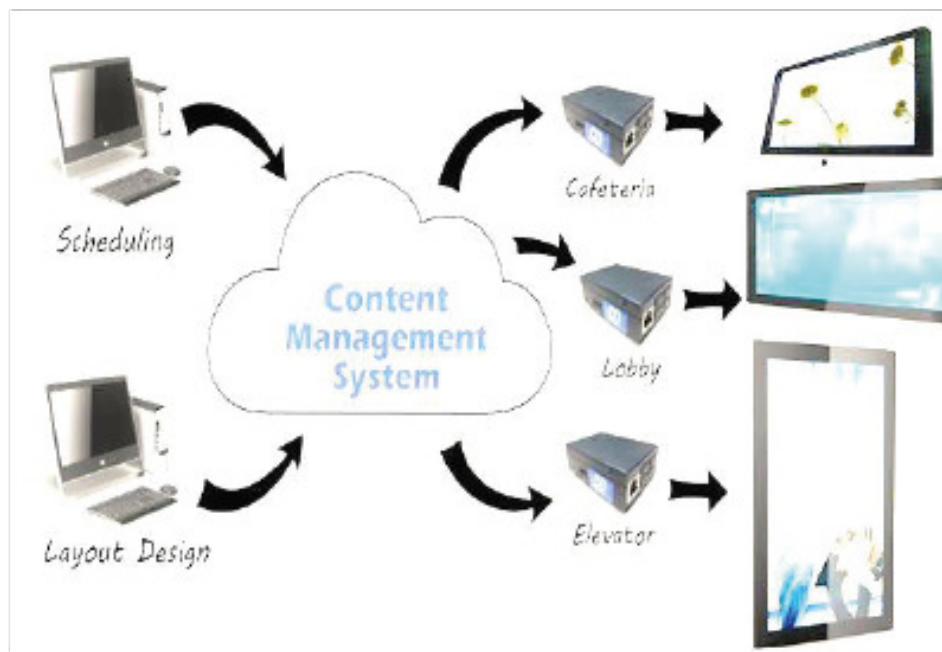 Scheduling
Cafeteria
Content
Management
System
Lobby
Layout Design
Elevator